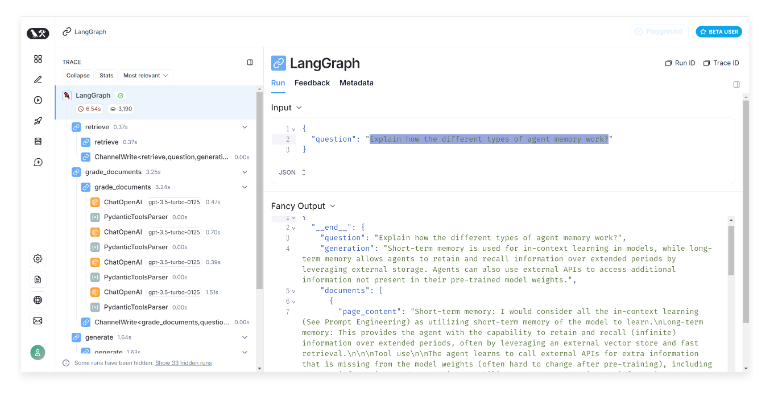 LangGraph
Playground
BETA USER
TRACE
Collapse Stats Most relevant
LangGraph
6.54s 3,190
retrieve 0.37s
retrieve 0.37s
ChannelWrite<retrieve,question,generati... 0.00s
grade_documents 3.25s
grade_documents 3.24s
ChatOpenAI gpt-3.5-turbo-0125 0.47s
PydanticToolsParser 0.00s
ChatOpenAI gpt-3.5-turbo-0125 0.70s
PydanticToolsParser 0.00s
ChatOpenAI gpt-3.5-turbo-0125 0.39s
PydanticToolsParser 0.00s
ChatOpenAI gpt-3.5-turbo-0125 1.51s
PydanticToolsParser 0.00s
ChannelWrite<grade_documents,questio... 0.00s
generate 1.64s
generate 1.63s
Some runs have been hidden. Show 33 hidden runs
LangGraph
Run ID Trace ID
Run Feedback Metadata
Input
1 {
2 "question": "Explain how the different types of agent memory work?"
3 }
JSON
Fancy Output
1 {
2 "__end__": {
3 "question": "Explain how the different types of agent memory work?",
4 "generation": "Short-term memory is used for in-context learning in models, while long-
term memory allows agents to retain and recall information over extended periods by
leveraging external storage. Agents can also use external APIs to access additional
information not present in their pre-trained model weights.",
5 "documents": [
6 {
7 "page_content": "Short-term memory: I would consider all the in-context learning
(See Prompt Engineering) as utilizing short-term memory of the model to learn.\nLong-term
memory: This provides the agent with the capability to retain and recall (infinite)
information over extended periods, often by leveraging an external vector store and fast
retrieval.\n\n\nTool use\n\nThe agent learns to call external APIs for extra information
that is missing from the model weights (often hard to change after pre-training), including